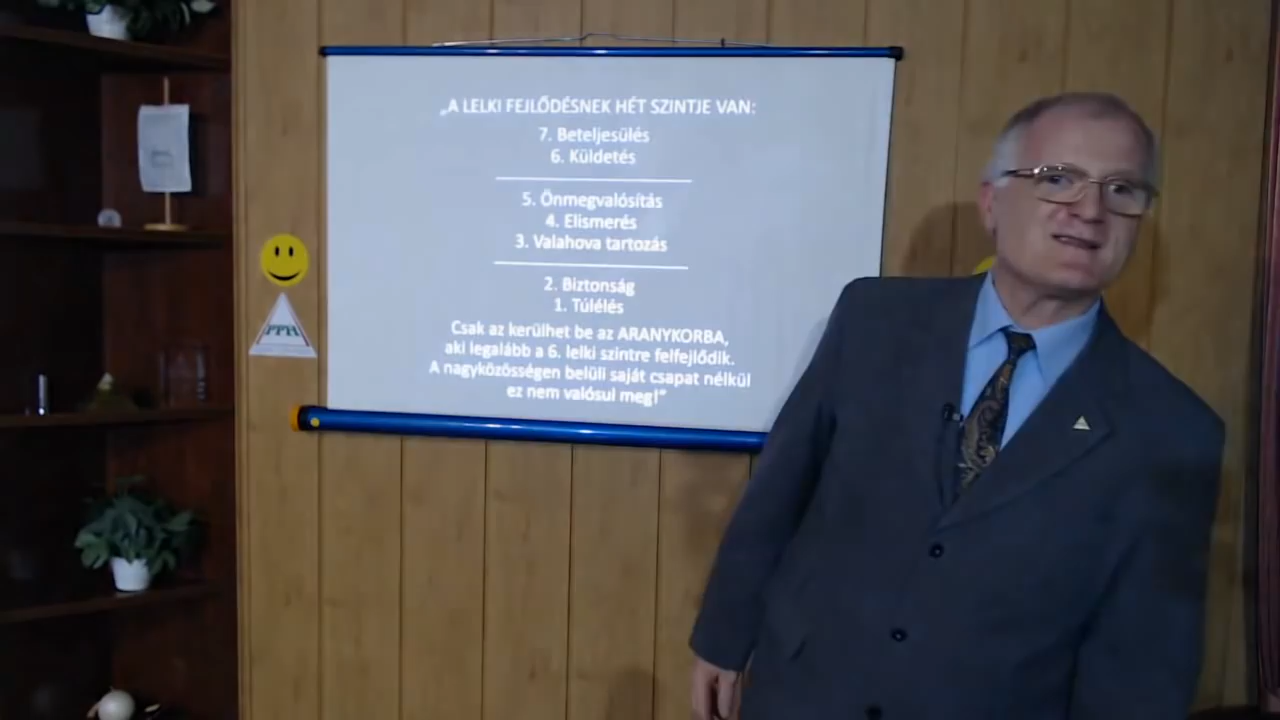 „A LELKI FEJLŐDÉSNEK HÉT SZINTJE VAN:
7. Beteljesülés
6. Küldetés
5. Önmegvalósítás
4. Elismerés
3. Valahova tartozás
2. Biztonság
1. Túlélés
Csak az kerülhet be az ARANYKORBA,
aki legalább a 6. lelki szintre felfejlődik.
A nagyközösségen belüli saját csapat nélkül
ez nem valósul meg!”
PPH